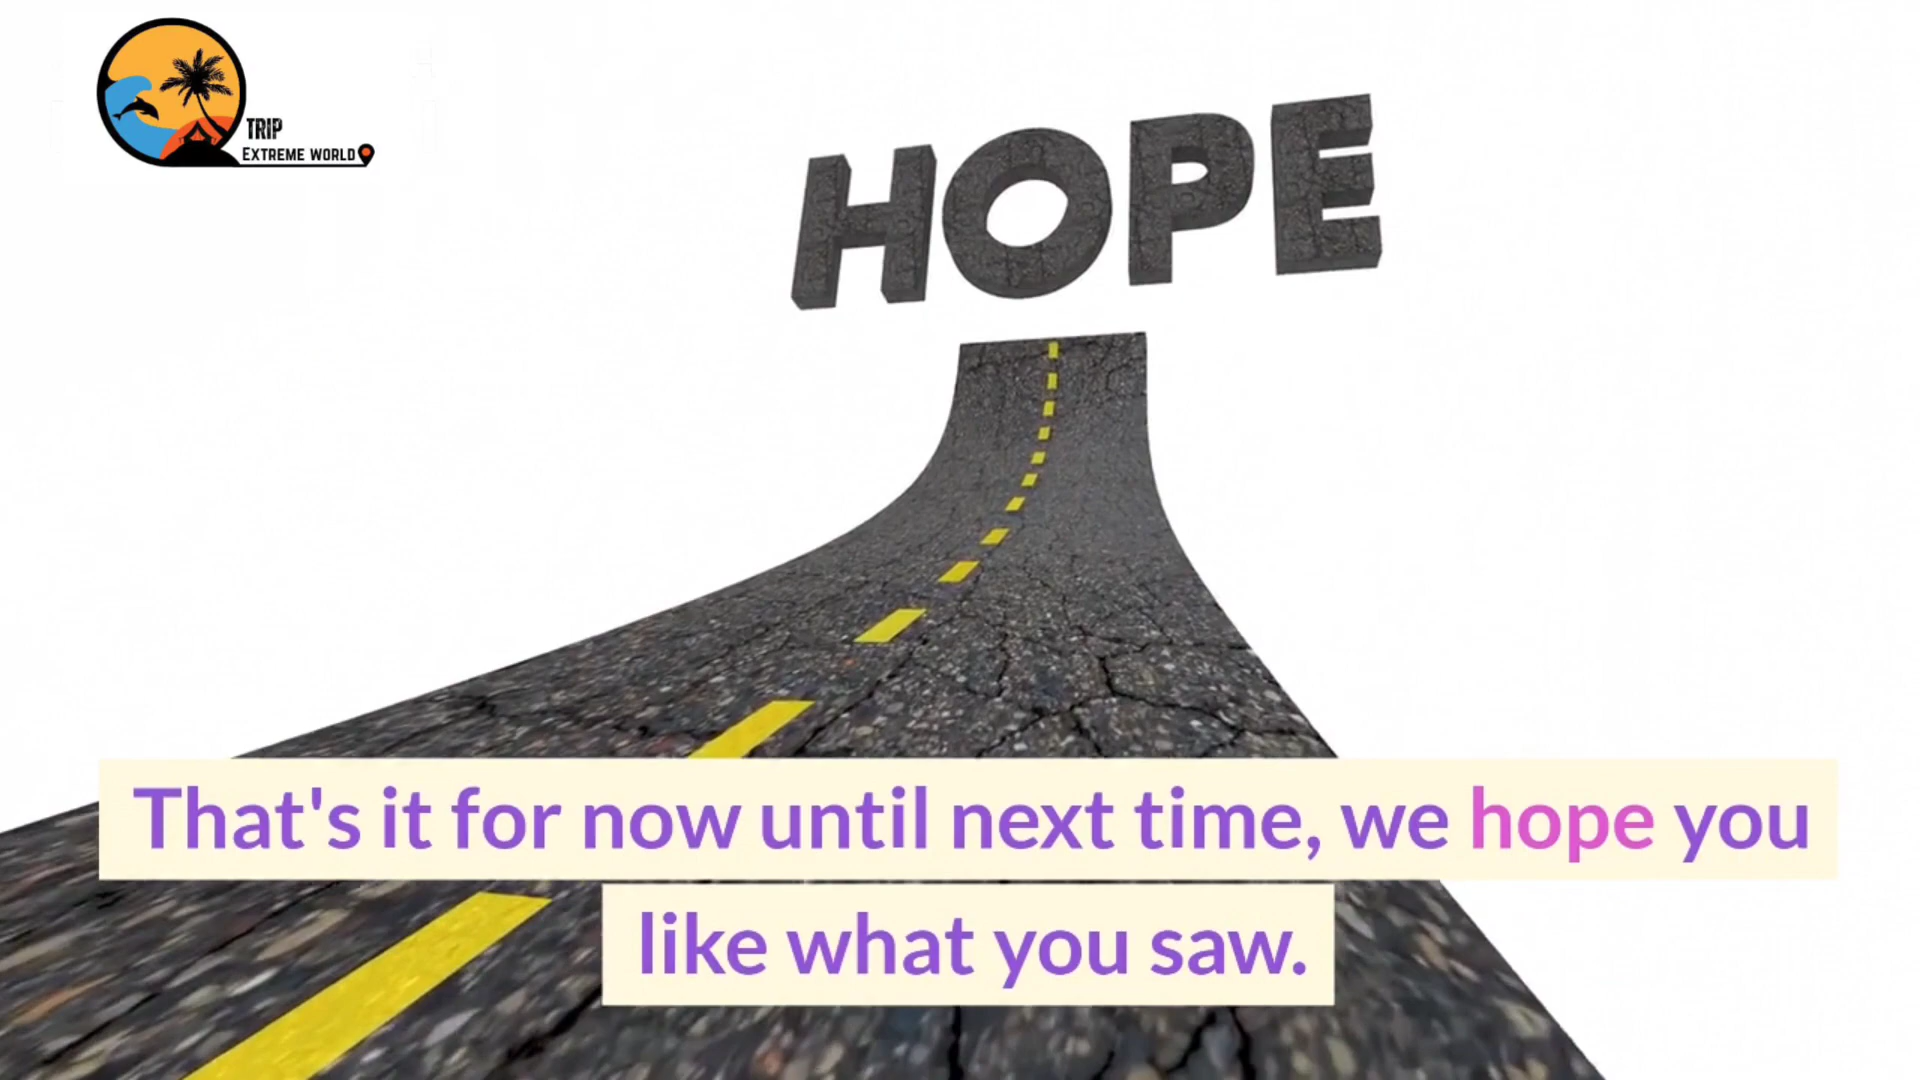 TRIP
EXTREME WORLD
HOPE
That's it for now until next time, we hope you
like what you saw.